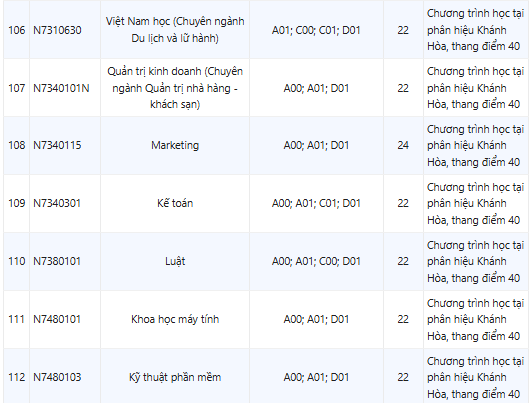 106 N7310630 Việt Nam học (Chuyên ngành Du lịch và lữ hành) A01; C00; C01; D01 22 Chương trình học tại phân hiệu Khánh Hòa, thang điểm 40
107 N7340101N Quản trị kinh doanh (Chuyên ngành Quản trị nhà hàng - khách sạn) A00; A01; D01 22 Chương trình học tại phân hiệu Khánh Hòa, thang điểm 40
108 N7340115 Marketing A00; A01; D01 24 Chương trình học tại phân hiệu Khánh Hòa, thang điểm 40
109 N7340301 Kế toán A00; A01; C01; D01 22 Chương trình học tại phân hiệu Khánh Hòa, thang điểm 40
110 N7380101 Luật A00; A01; C00; D01 22 Chương trình học tại phân hiệu Khánh Hòa, thang điểm 40
111 N7480101 Khoa học máy tính A00; A01; D01 22 Chương trình học tại phân hiệu Khánh Hòa, thang điểm 40
112 N7480103 Kỹ thuật phần mềm A00; A01; D01 22 Chương trình học tại phân hiệu Khánh Hòa, thang điểm 40